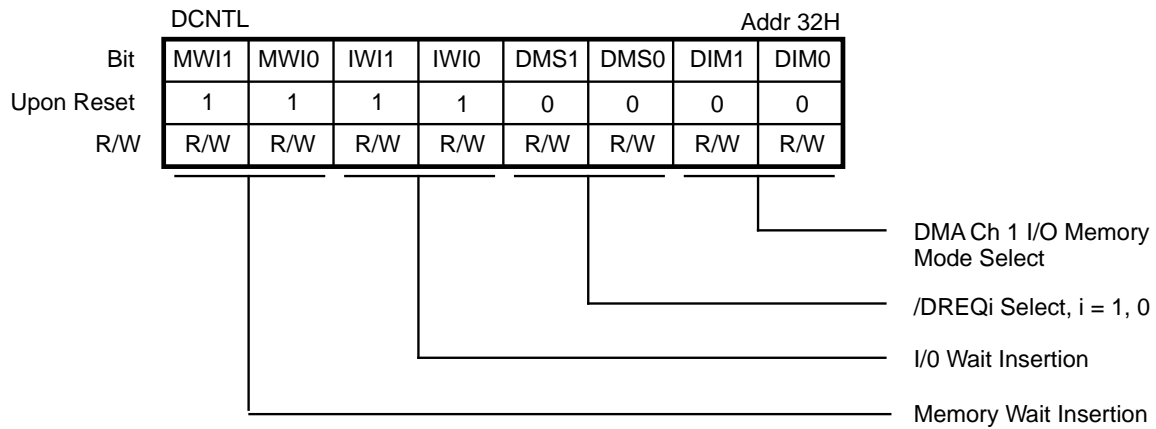 DCNTL Addr 32H
Bit MWI1 MWI0 IWI1 IWI0 DMS1 DMS0 DIM1 DIM0
Upon Reset 1 1 1 1 0 0 0 0
R/W R/W R/W R/W R/W R/W R/W R/W R/W
DMA Ch 1 I/O Memory
Mode Select
/DREQi Select, i = 1, 0
I/0 Wait Insertion
Memory Wait Insertion